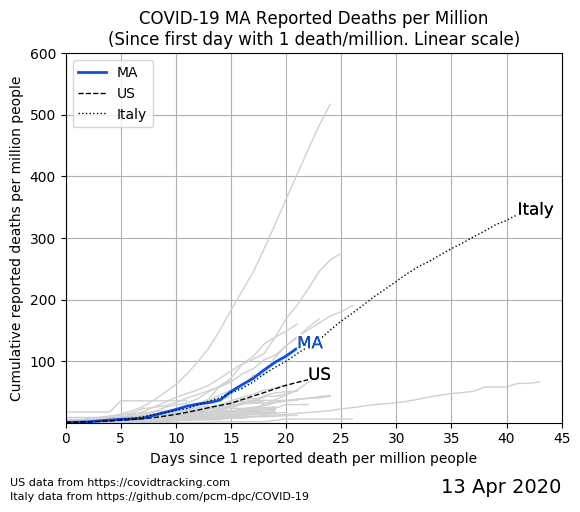 COVID-19 MA Reported Deaths per Million
(Since first day with 1 death/million. Linear scale)
Cumulative reported deaths per million people
600
500
400
300
200
100
MA
US
Italy
Italy
MA
US
0 5 10 15 20 25 30 35 40 45
Days since 1 reported death per million people
US data from https://covidtracking.com
Italy data from https://github.com/pcm-dpc/COVID-19
13 Apr 2020